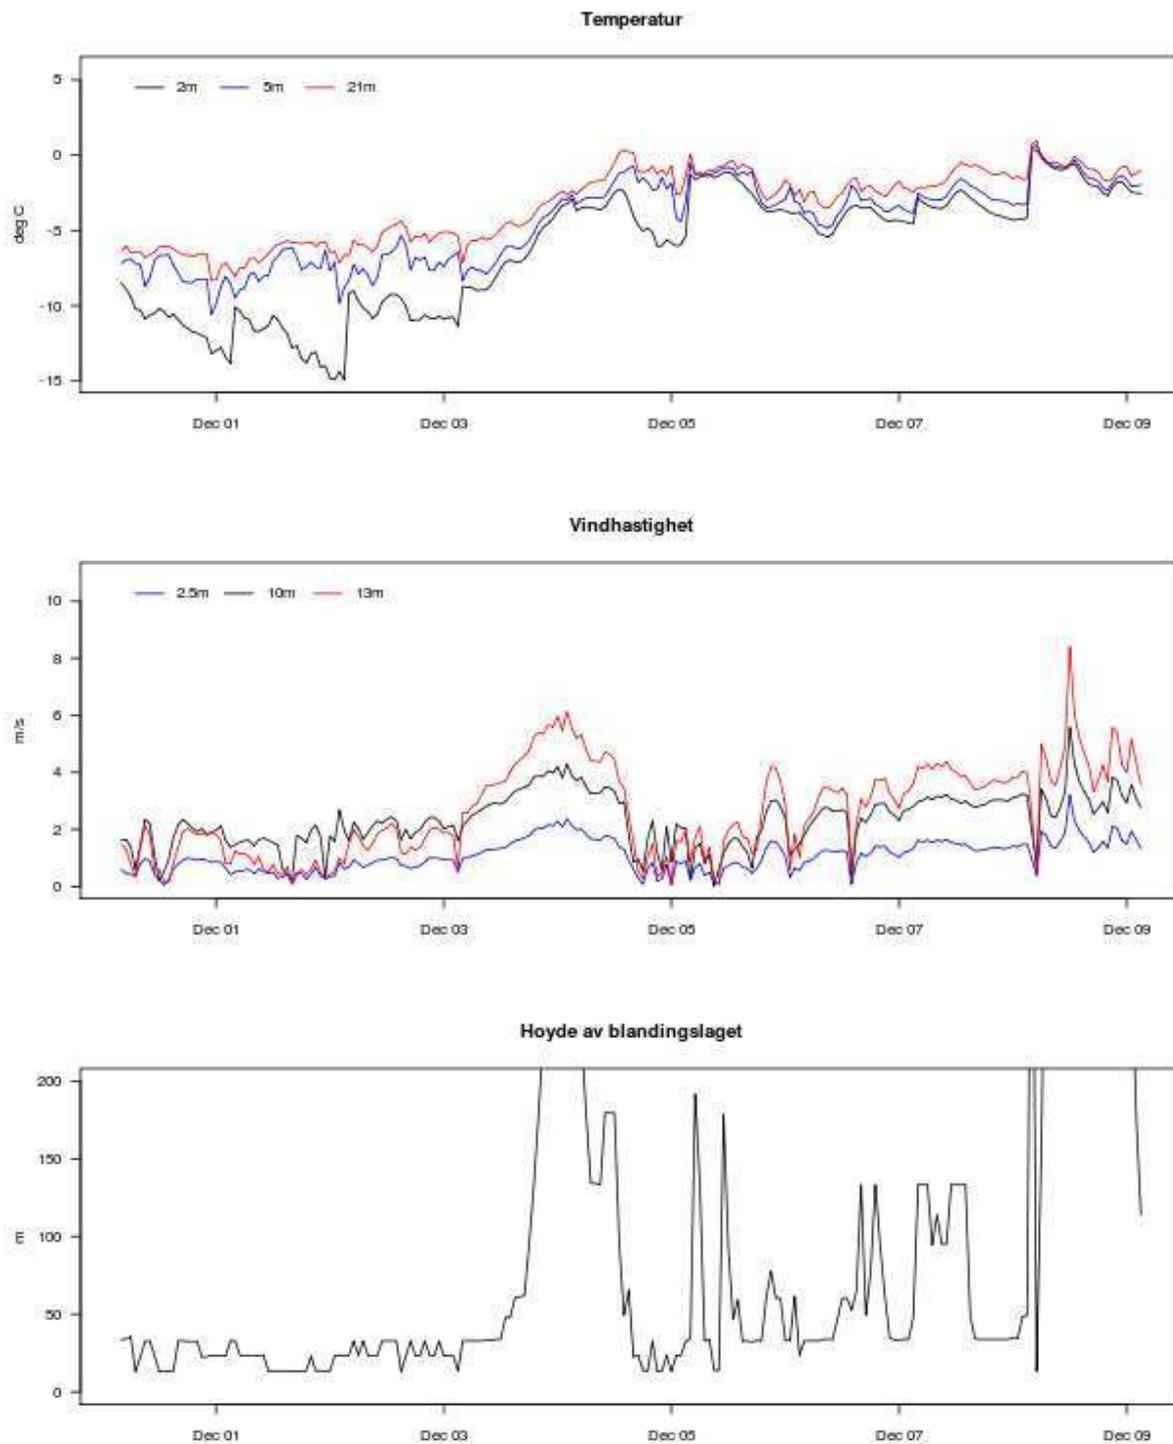 Temperatur
5
2m 5m 21m
0
deg C
-5
-10
-15
Dec 01 Dec 03 Dec 05 Dec 07 Dec 09
Vindhastighet
2.5m 10m 13m
10
8
6
m/s
4
2
0
Dec 01 Dec 03 Dec 05 Dec 07 Dec 09
Hoyde av blandingslaget
200
150
m
100
50
0
Dec 01 Dec 03 Dec 05 Dec 07 Dec 09